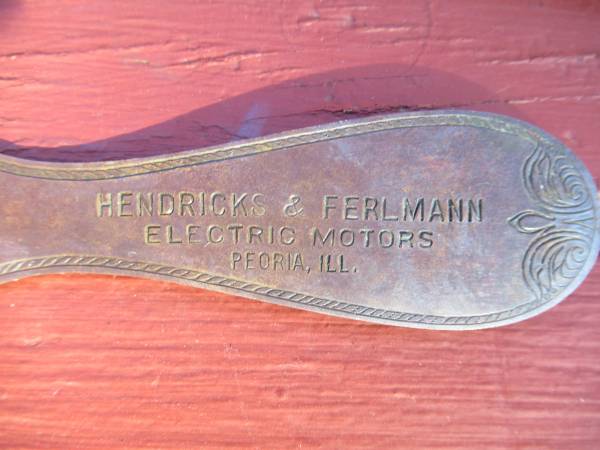 HENDRICKS & FERLMANN
ELECTRIC MOTORS
PEORIA, ILL.